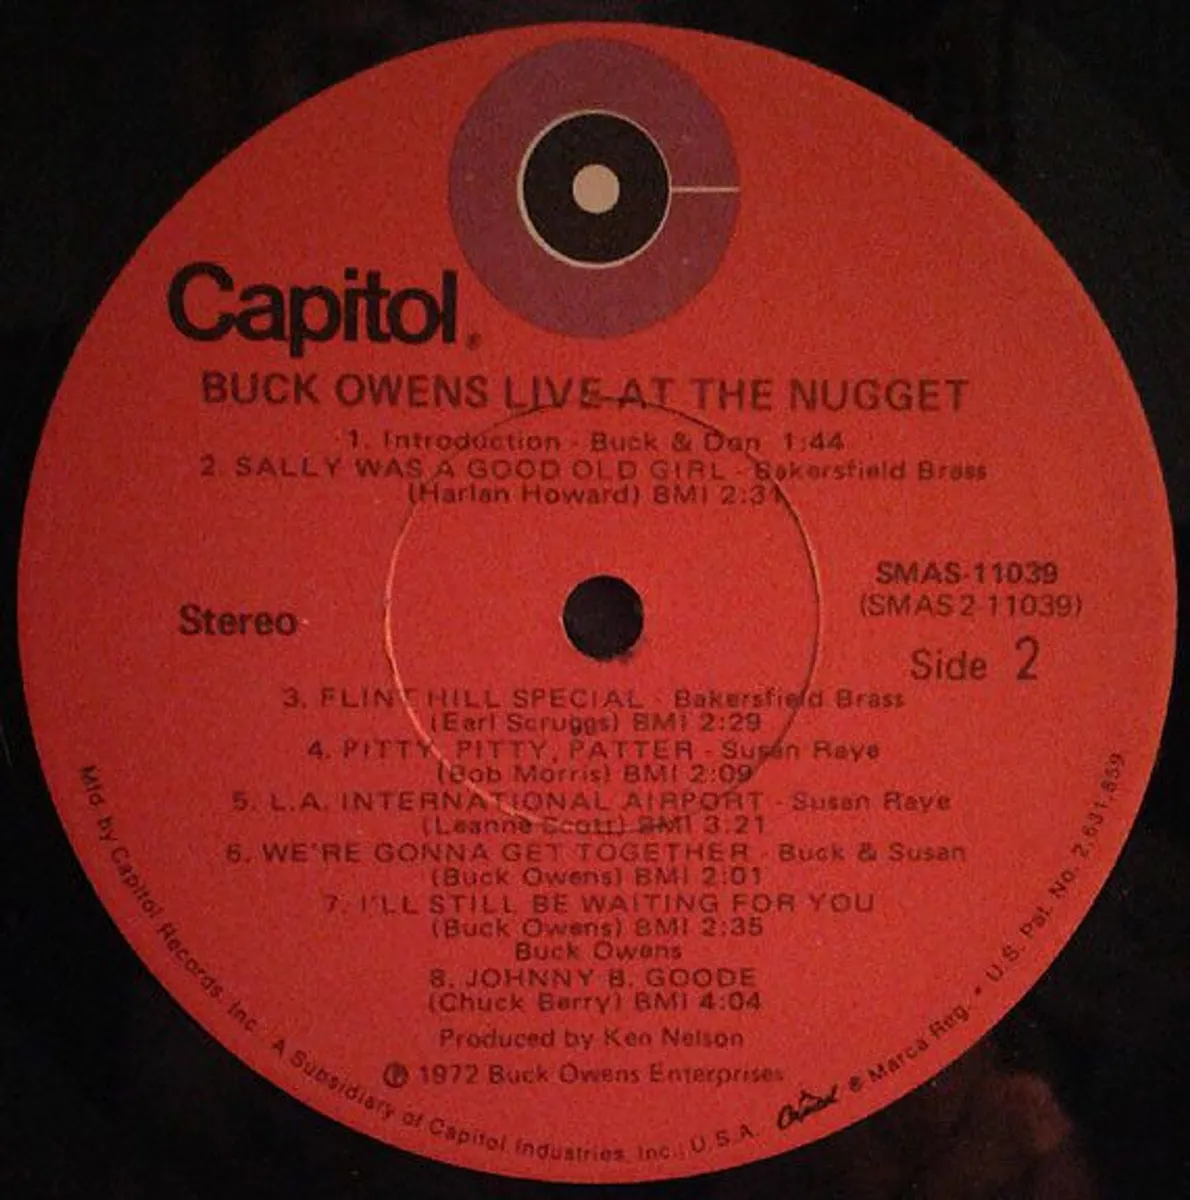 Capitol®
BUCK OWENS LIVE AT THE NUGGET
1. Introduction - Buck & Don 1:44
2. SALLY WAS A GOOD OLD GIRL - Bakersfield Brass
(Harlan Howard) BMI 2:31
SMAS-11039
(SMAS 2-11039)
Stereo
Side 2
3. FLINT HILL SPECIAL - Bakersfield Brass
(Earl Scruggs) BMI 2:29
4. PITTY, PITTY, PATTER - Susan Raye
(Bob Morris) BMI 2:09
5. L.A. INTERNATIONAL AIRPORT - Susan Raye
(Leanne Scott) BMI 3:21
6. WE'RE GONNA GET TOGETHER - Buck & Susan
(Buck Owens) BMI 2:01
7. I'LL STILL BE WAITING FOR YOU
(Buck Owens) BMI 2:35
Buck Owens
8. JOHNNY B. GOODE
(Chuck Berry) BMI 4:04
Produced by Ken Nelson
℗ 1972 Buck Owens Enterprises
Mfd. by Capitol Records, Inc. A Subsidiary of Capitol Industries, Inc., U.S.A. Capitol ® Marca Reg. • U.S. Pat. No. 2,631,859